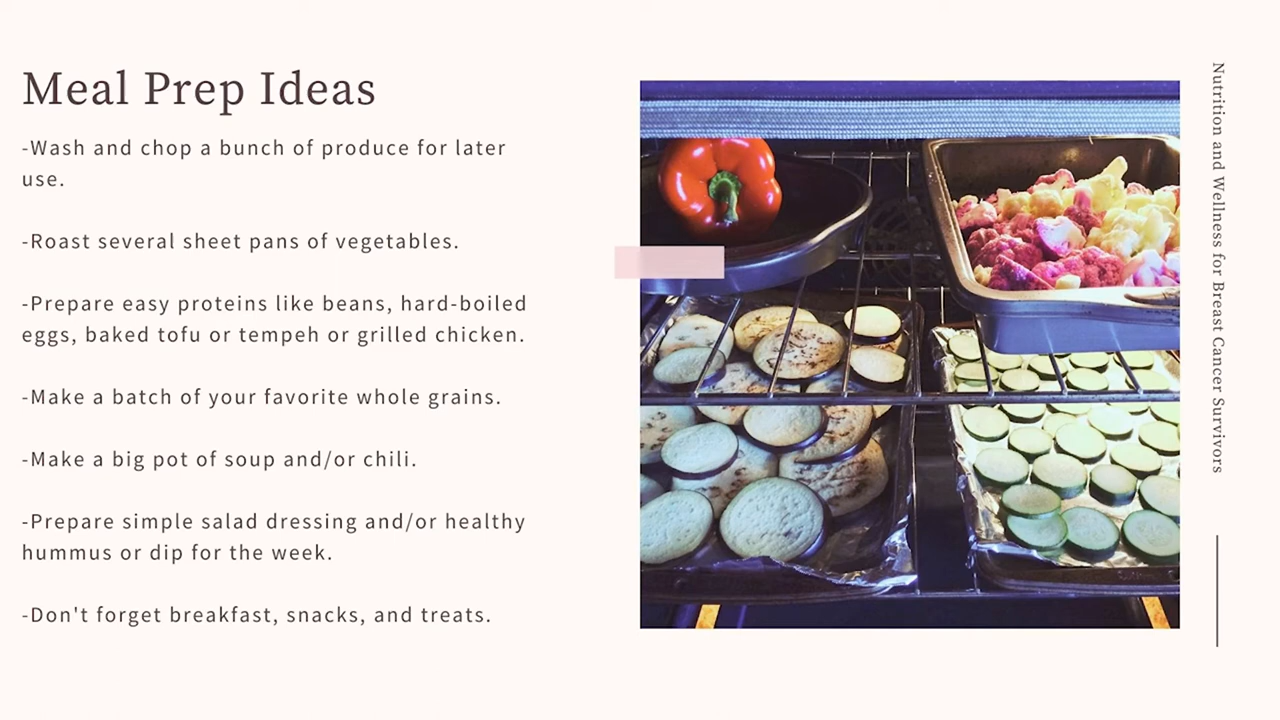 Meal Prep Ideas
-Wash and chop a bunch of produce for later
use.
-Roast several sheet pans of vegetables.
-Prepare easy proteins like beans, hard-boiled
eggs, baked tofu or tempeh or grilled chicken.
-Make a batch of your favorite whole grains.
-Make a big pot of soup and/or chili.
-Prepare simple salad dressing and/or healthy
hummus or dip for the week.
-Don't forget breakfast, snacks, and treats.
Nutrition and Wellness for Breast Cancer Survivors